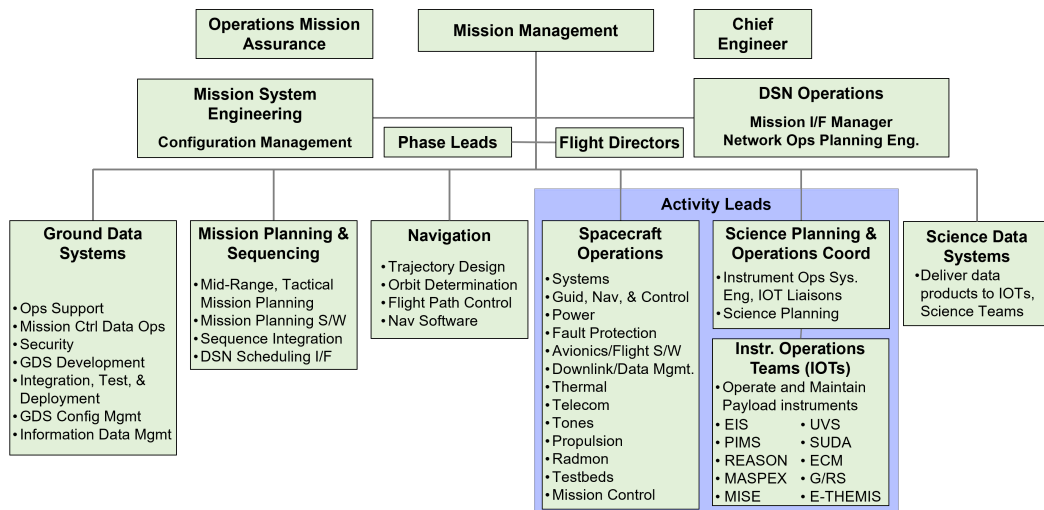 Operations Mission
Assurance
Mission Management
Chief
Engineer
Mission System
Engineering
Configuration Management
DSN Operations
Mission I/F Manager
Network Ops Planning Eng.
Phase Leads
Flight Directors
Activity Leads
Ground Data
Systems
• Ops Support
• Mission Ctrl Data Ops
• Security
• GDS Development
• Integration, Test, &
Deployment
• GDS Config Mgmt
• Information Data Mgmt
Mission Planning &
Sequencing
• Mid-Range, Tactical
Mission Planning
• Mission Planning S/W
• Sequence Integration
• DSN Scheduling I/F
Navigation
• Trajectory Design
• Orbit Determination
• Flight Path Control
• Nav Software
Spacecraft
Operations
• Systems
• Guid, Nav, & Control
• Power
• Fault Protection
• Avionics/Flight S/W
• Downlink/Data Mgmt.
• Thermal
• Telecom
• Tones
• Propulsion
• Radmon
• Testbeds
• Mission Control
Science Planning &
Operations Coord
• Instrument Ops Sys.
Eng, IOT Liaisons
• Science Planning
Instr. Operations
Teams (IOTs)
• Operate and Maintain
Payload instruments
• EIS • UVS
• PIMS • SUDA
• REASON • ECM
• MASPEX • G/RS
• MISE • E-THEMIS
Science Data
Systems
• Deliver data
products to IOTs,
Science Teams